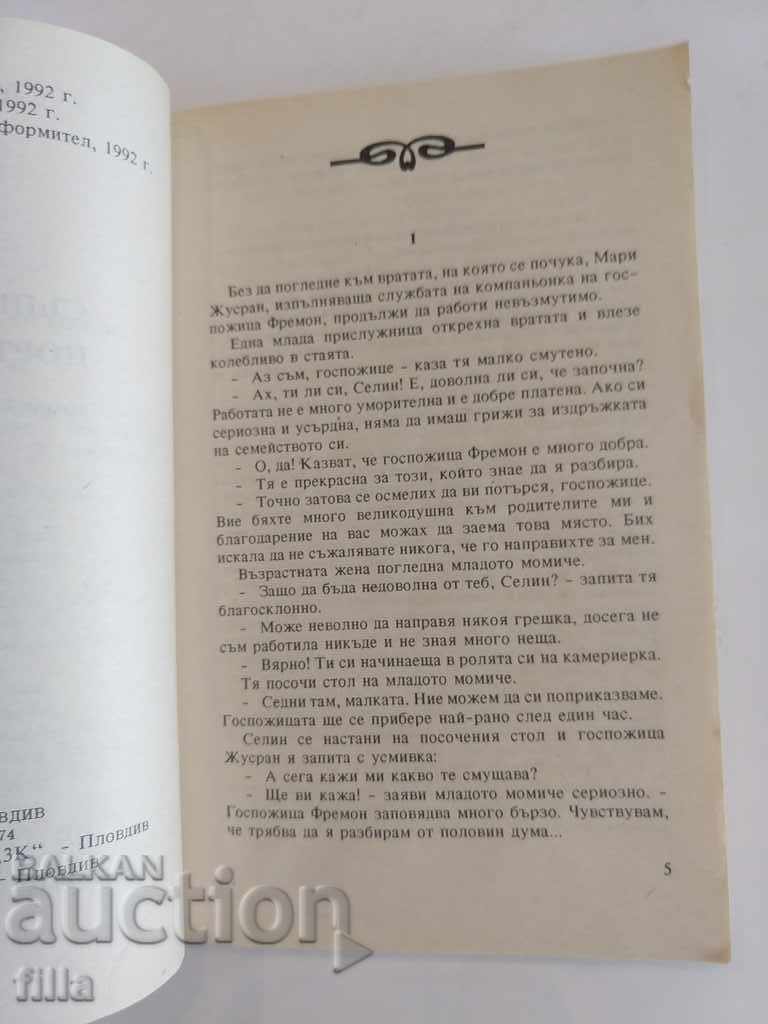 , 1992 г.
1992 г.
формител, 1992 г.
1
Без да погледне към вратата, на която се почука, Мари
Жусран, изпълняваща службата на компаньонка на гос-
пожица Фремон, продължи да работи невъзмутимо.
Една млада прислужница открехна вратата и влезе
колебливо в стаята.
- Аз съм, госпожице - каза тя малко смутено.
- Ах, ти ли си, Селин! Е, доволна ли си, че започна?
Работата не е много уморителна и е добре платена. Ако си
сериозна и усърдна, няма да имаш грижи за издръжката
на семейството си.
- О, да! Казват, че госпожица Фремон е много добра.
- Тя е прекрасна за този, който знае да я разбира.
- Точно затова се осмелих да ви потърся, госпожице.
Вие бяхте много великодушна към родителите ми и
благодарение на вас можах да заема това място. Бих
искала да не съжалявате никога, че го направихте за мен.
Възрастната жена погледна младото момиче.
- Защо да бъда недоволна от теб, Селин? - запита тя
благосклонно.
- Може неволно да направя някоя грешка, досега не
съм работила никъде и не зная много неща.
- Вярно! Ти си начинаеща в ролята си на камериерка.
Тя посочи стол на младото момиче.
- Седни там, малката. Ние можем да си поприказваме.
Госпожицата ще се прибере най-рано след един час.
Селин се настани на посочения стол и госпожица
Жусран я запита с усмивка:
- А сега кажи ми какво те смущава?
- Ще ви кажа! - заяви младото момиче сериозно. -
Госпожица Фремон заповядва много бързо. Чувствувам,
че трябва да я разбирам от половин дума...
5
вдив
74
„ЗК“ - Пловдив
- Пловдив
BALKAN
auction
filla